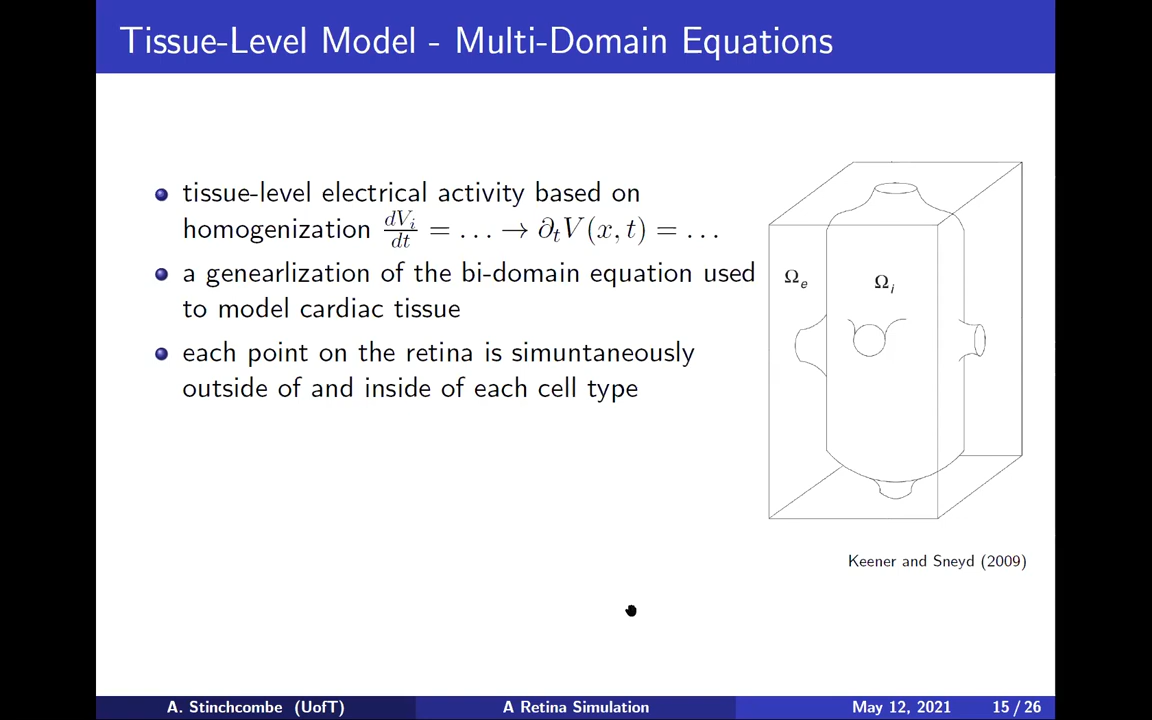 Tissue-Level Model - Multi-Domain Equations
tissue-level electrical activity based on
homogenization dV_i/dt = ... → ∂_tV(x, t) = ...
a genearlization of the bi-domain equation used
to model cardiac tissue
each point on the retina is simuntaneously
outside of and inside of each cell type
Ω_e
Ω_i
Keener and Sneyd (2009)
A. Stinchcombe (UofT)
A Retina Simulation
May 12, 2021
15 / 26